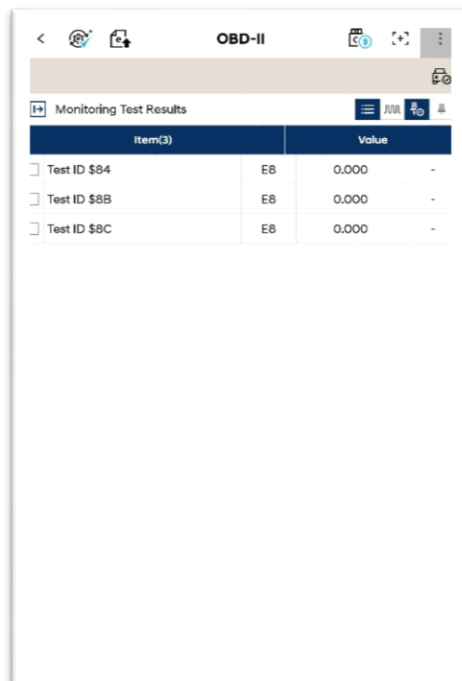 OBD-II
Monitoring Test Results
Item(3) Value
Test ID $84 E8 0.000 -
Test ID $8B E8 0.000 -
Test ID $8C E8 0.000 -